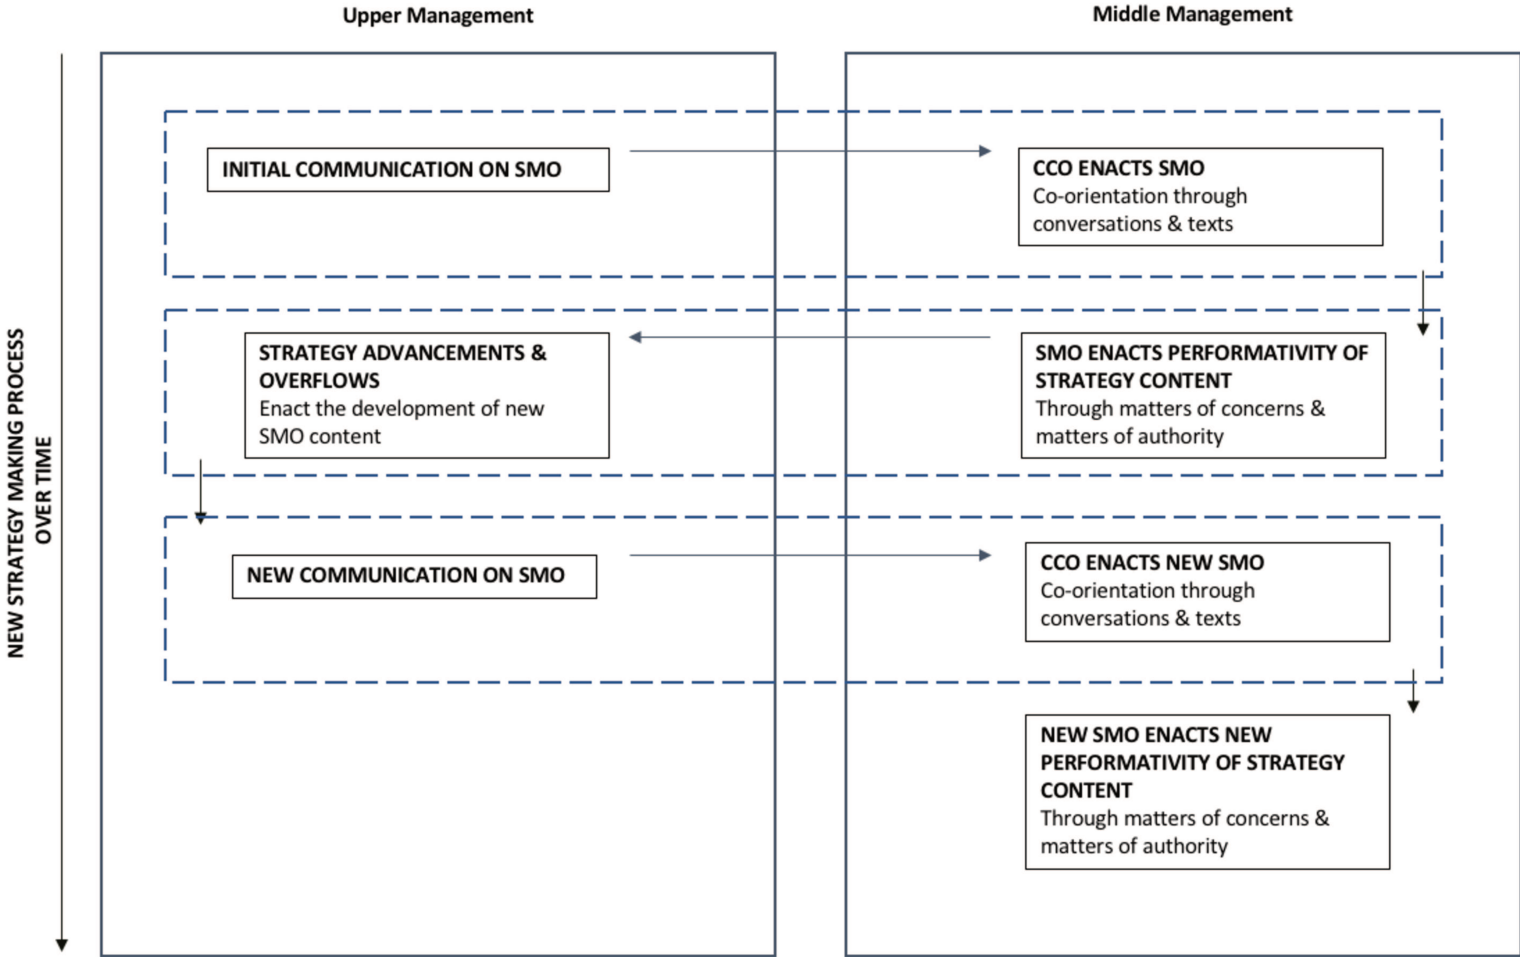 Upper Management
Middle Management
INITIAL COMMUNICATION ON SMO
CCO ENACTS SMO
Co-orientation through
conversations & texts
STRATEGY ADVANCEMENTS &
OVERFLOWS
Enact the development of new
SMO content
SMO ENACTS PERFORMATIVITY OF
STRATEGY CONTENT
Through matters of concerns &
matters of authority
NEW STRATEGY MAKING PROCESS
OVER TIME
NEW COMMUNICATION ON SMO
CCO ENACTS NEW SMO
Co-orientation through
conversations & texts
NEW SMO ENACTS NEW
PERFORMATIVITY OF STRATEGY
CONTENT
Through matters of concerns &
matters of authority